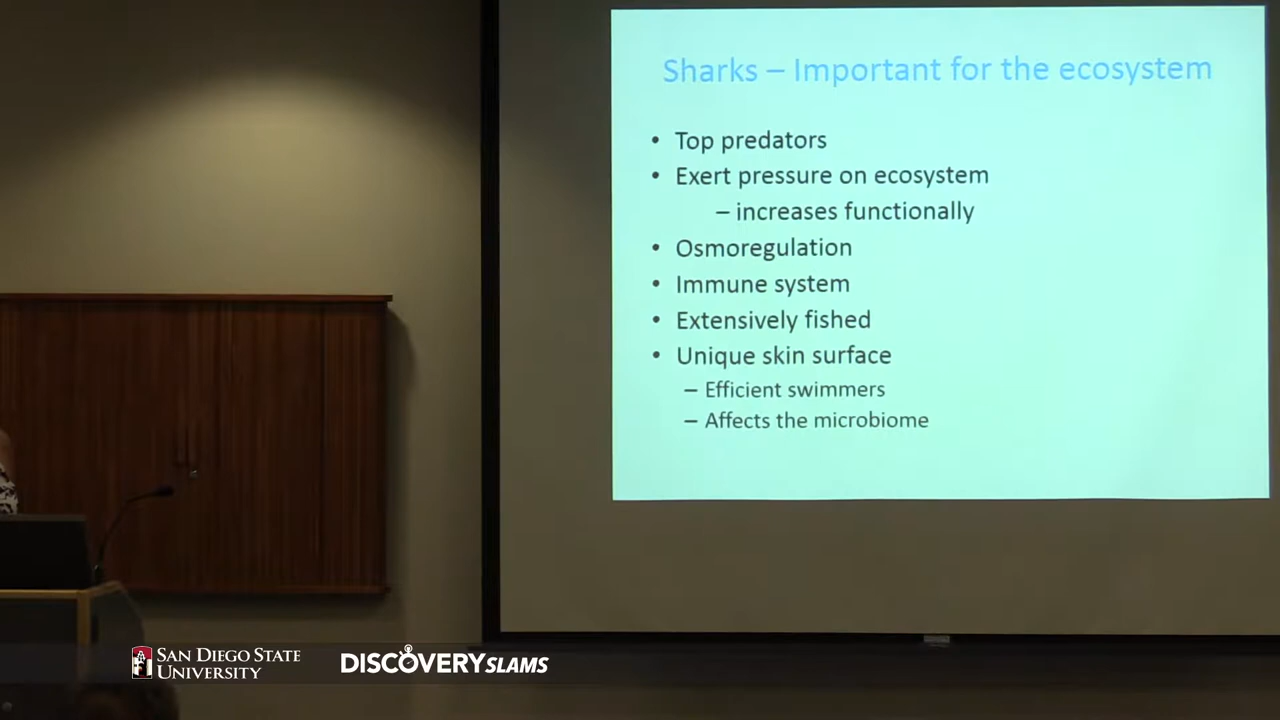 Sharks – Important for the ecosystem
• Top predators
• Exert pressure on ecosystem
– increases functionally
• Osmoregulation
• Immune system
• Extensively fished
• Unique skin surface
– Efficient swimmers
– Affects the microbiome
SAN DIEGO STATE
UNIVERSITY
DISCOVERY SLAMS